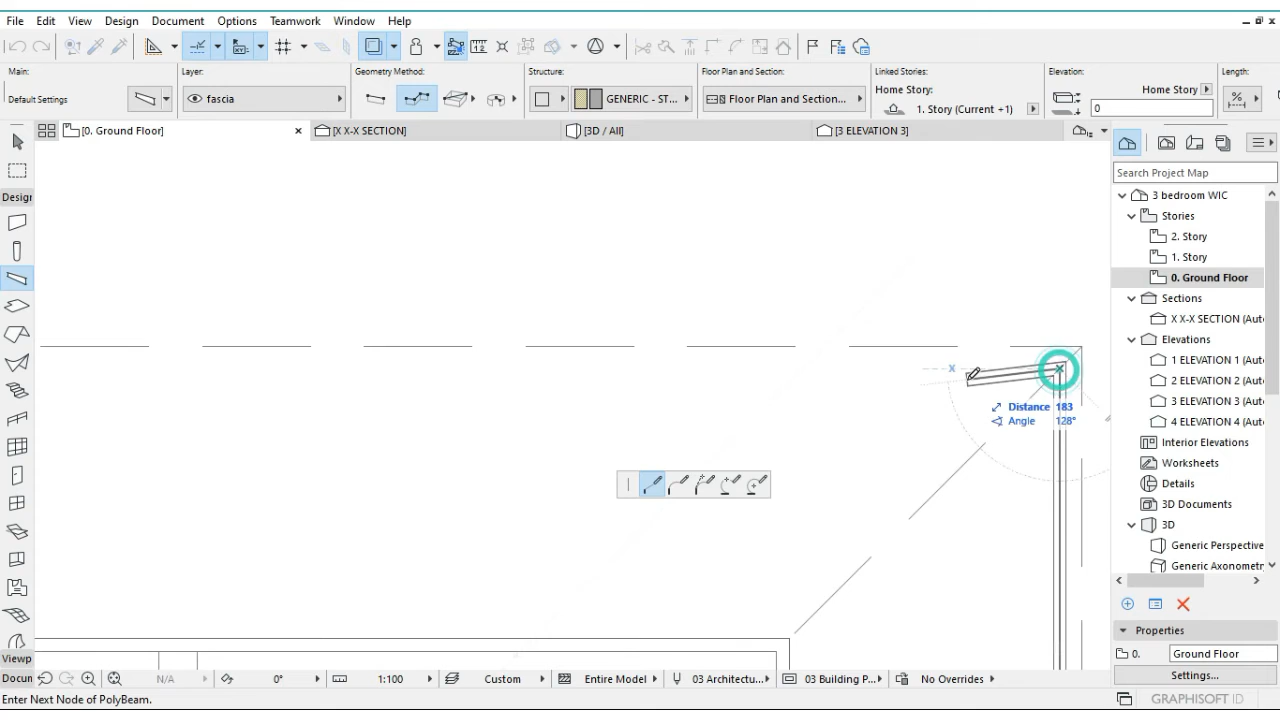 File Edit View Design Document Options Teamwork Window Help
Main: Layer: Geometry Method: Structure: Floor Plan and Section: Linked Stories: Elevation: Length:
Default Settings fascia GENERIC - ST... Floor Plan and Section... Home Story: Home Story
1. Story (Current +1) 0 %
[0. Ground Floor] [X X-X SECTION] [3D / All] [3 ELEVATION 3]
Design
Search Project Map
3 bedroom WIC
Stories
2. Story
1. Story
0. Ground Floor
Sections
X X-X SECTION (Aut
Elevations
1 ELEVATION 1 (Aut
2 ELEVATION 2 (Aut
3 ELEVATION 3 (Aut
4 ELEVATION 4 (Aut
Interior Elevations
Worksheets
Details
3D Documents
3D
Generic Perspective
Generic Axonometr
x
Distance 183
Angle 128°
Properties
0. Ground Floor
Settings...
Viewp
Docun N/A 0° 1:100 Custom Entire Model 03 Architectu... 03 Building P... No Overrides
Enter Next Node of PolyBeam. GRAPHISOFT ID